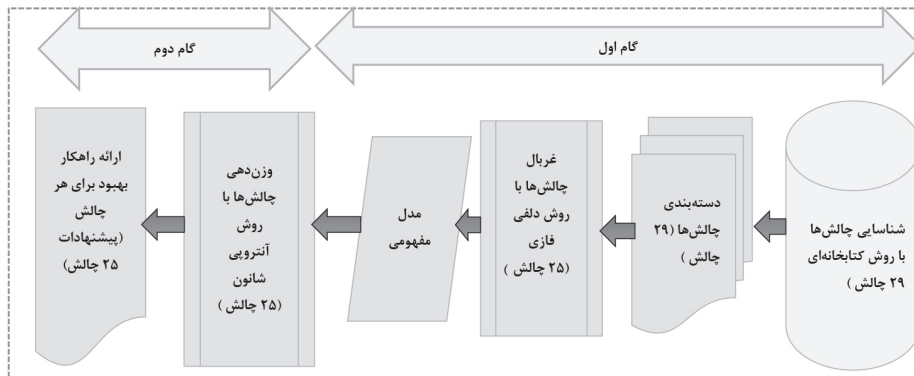 گام اول
گام دوم
شناسایی چالش‌ها
با روش کتابخانه‌ای
۲۹ چالش )
دسته‌بندی
چالش‌ها (۲۹
چالش )
غربال
چالش‌ها با
روش دلفی
فازی
(۲۵ چالش )
مدل
مفهومی
وزن‌دهی
چالش‌ها با
روش
آنتروپی
شانون
(۲۵ چالش )
ارائه راهکار
بهبود برای هر
چالش
(پیشنهادات
۲۵ چالش)